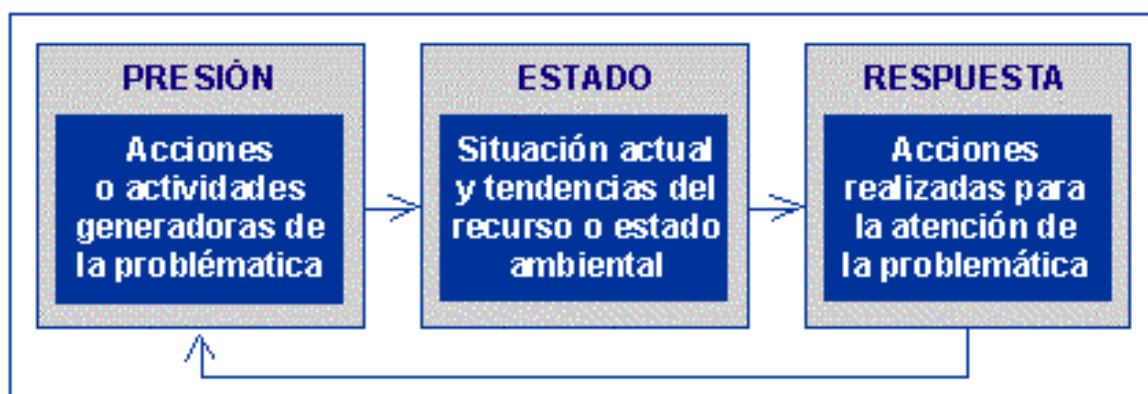 PRESIÓN
Acciones
o actividades
generadoras de
la problématica
ESTADO
Situación actual
y tendencias del
recurso o estado
ambiental
RESPUESTA
Acciones
realizadas para
la atención de
la problemática